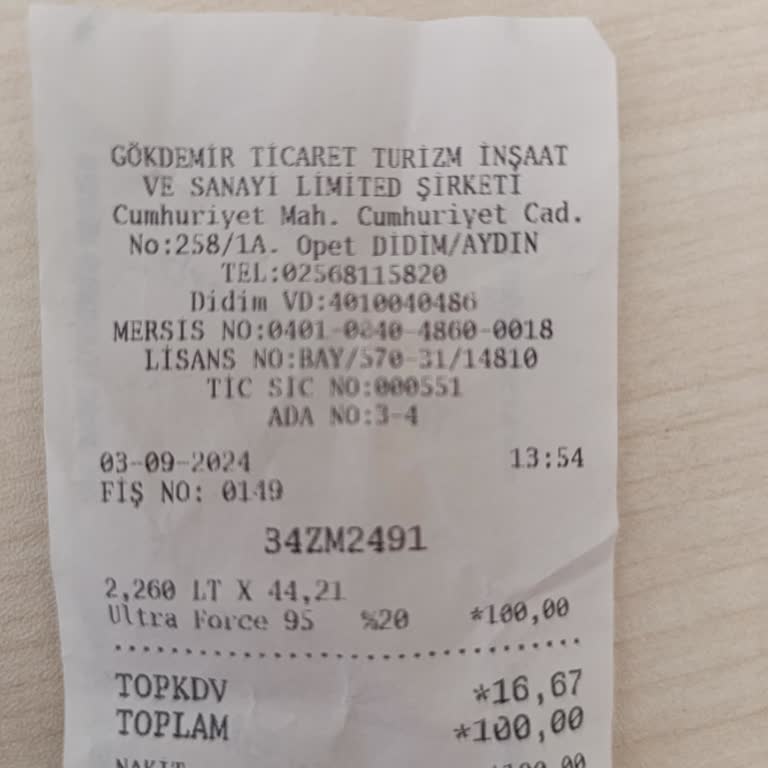 GÖKDEMİR TİCARET TURİZM İNŞAAT
VE SANAYİ LİMİTED ŞİRKETİ
Cumhuriyet Mah. Cumhuriyet Cad.
No:258/1A. Opet DİDİM/AYDIN
TEL:02568115820
Didim VD:4010040486
MERSİS NO:0401-0040-4860-0018
LİSANS NO:BAY/570-31/14810
TİC SİC NO:000551
ADA NO:3-4
03-09-2024 13:54
FİŞ NO: 0149
34ZM2491
2,260 LT X 44,21
Ultra Force 95 %20 *100,00
TOPKDV *16,67
TOPLAM *100,00
NAKİT *100,00